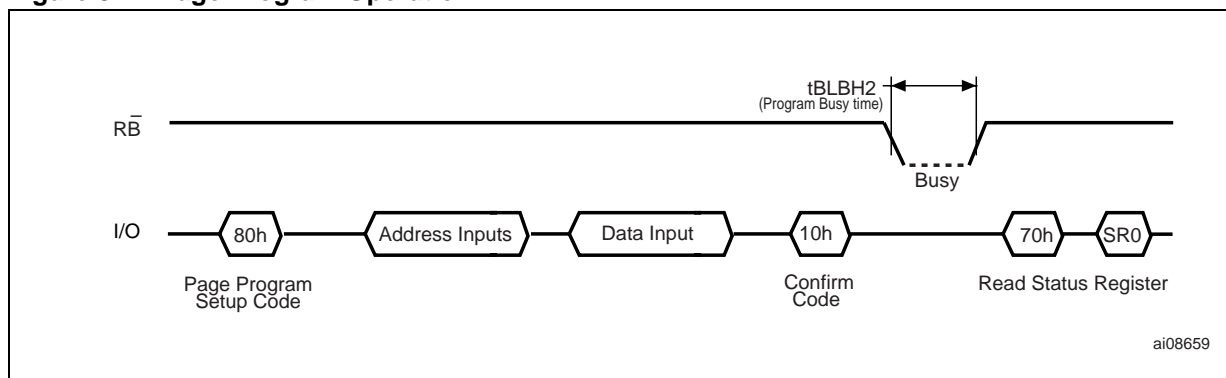 tBLBH2
(Program Busy time)
RB̅
Busy
I/O
80h
Address Inputs
Data Input
10h
70h
SR0
Page Program
Setup Code
Confirm
Code
Read Status Register
ai08659